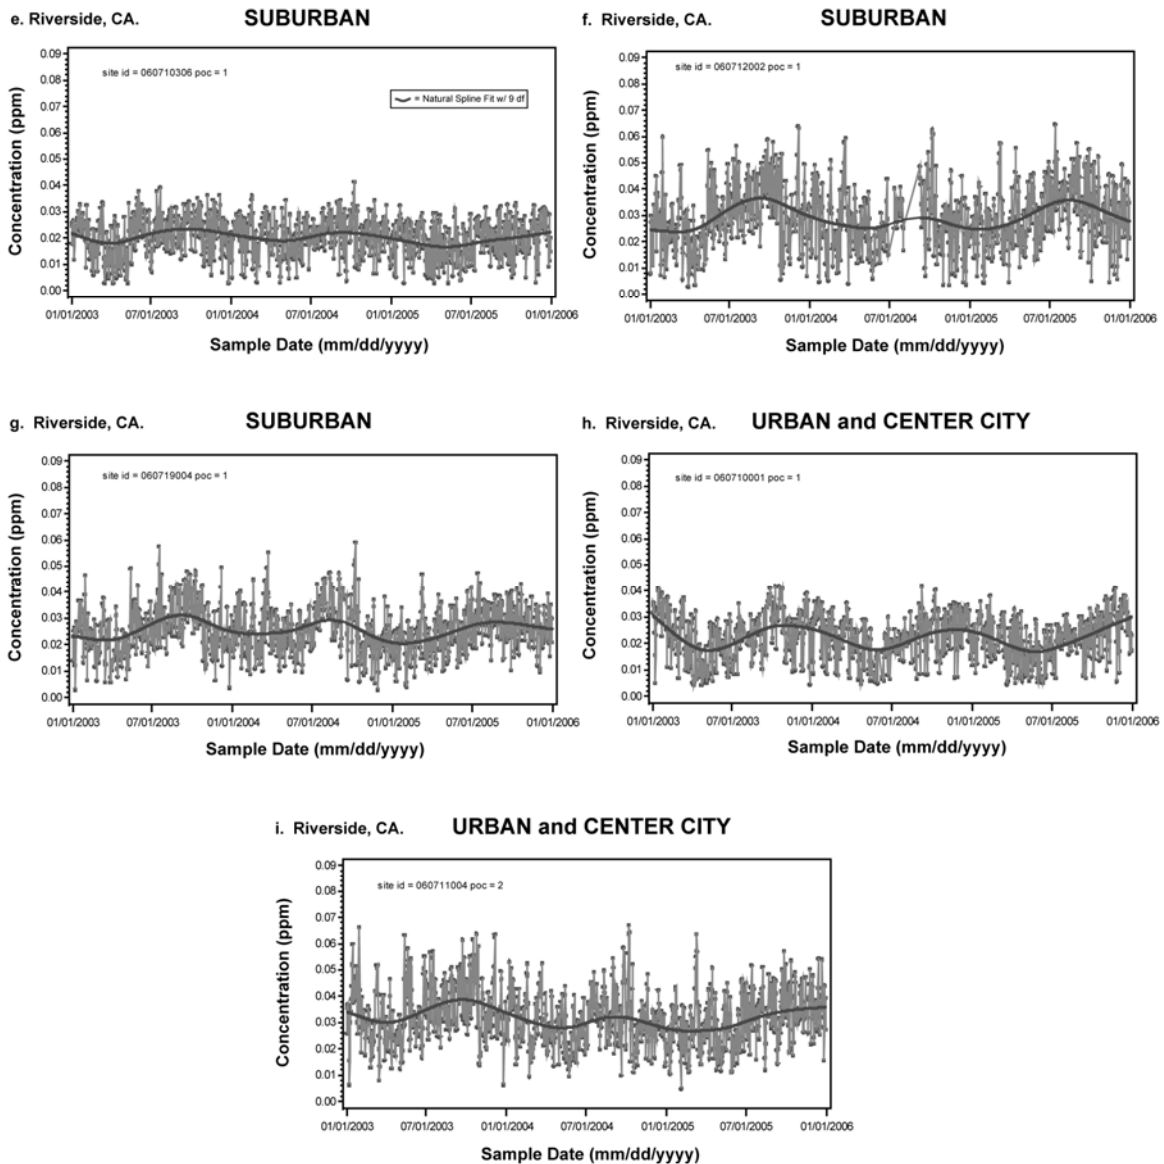 e. Riverside, CA. SUBURBAN
site id = 060710306 poc = 1
= Natural Spline Fit w/ 9 df
Concentration (ppm)
0.09
0.08
0.07
0.06
0.05
0.04
0.03
0.02
0.01
0.00
01/01/2003 07/01/2003 01/01/2004 07/01/2004 01/01/2005 07/01/2005 01/01/2006
Sample Date (mm/dd/yyyy)
f. Riverside, CA. SUBURBAN
site id = 060712002 poc = 1
Concentration (ppm)
0.09
0.08
0.07
0.06
0.05
0.04
0.03
0.02
0.01
0.00
01/01/2003 07/01/2003 01/01/2004 07/01/2004 01/01/2005 07/01/2005 01/01/2006
Sample Date (mm/dd/yyyy)
g. Riverside, CA. SUBURBAN
site id = 060719004 poc = 1
Concentration (ppm)
0.09
0.08
0.07
0.06
0.05
0.04
0.03
0.02
0.01
0.00
01/01/2003 07/01/2003 01/01/2004 07/01/2004 01/01/2005 07/01/2005 01/01/2006
Sample Date (mm/dd/yyyy)
h. Riverside, CA. URBAN and CENTER CITY
site id = 060710001 poc = 1
Concentration (ppm)
0.09
0.08
0.07
0.06
0.05
0.04
0.03
0.02
0.01
0.00
01/01/2003 07/01/2003 01/01/2004 07/01/2004 01/01/2005 07/01/2005 01/01/2006
Sample Date (mm/dd/yyyy)
i. Riverside, CA. URBAN and CENTER CITY
site id = 060711004 poc = 2
Concentration (ppm)
0.09
0.08
0.07
0.06
0.05
0.04
0.03
0.02
0.01
0.00
01/01/2003 07/01/2003 01/01/2004 07/01/2004 01/01/2005 07/01/2005 01/01/2006
Sample Date (mm/dd/yyyy)